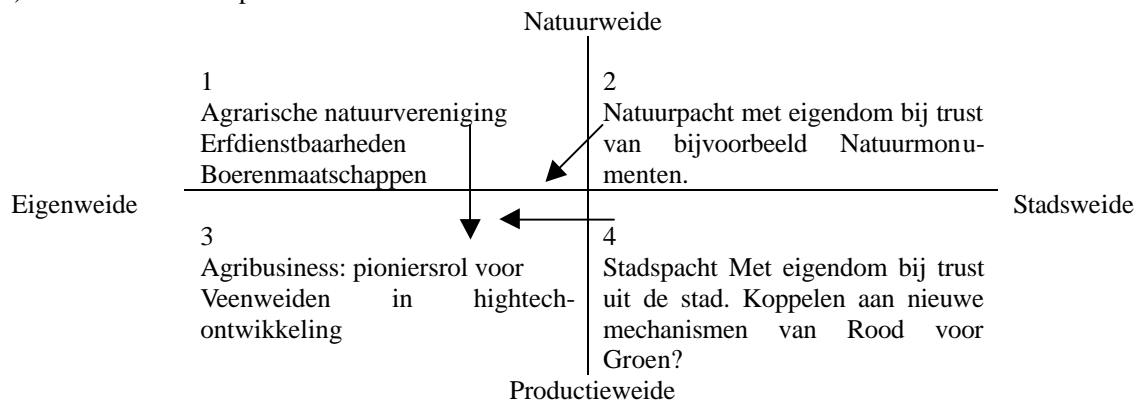 Natuurweide
1
Agrarische natuurvereniging
Erfdienstbaarheden
Boerenmaatschappen
2
Natuurpacht met eigendom bij trust
van bijvoorbeeld Natuurmonu-
menten.
Eigenweide
Stadsweide
3
Agribusiness: pioniersrol voor
Veenweiden in hightech-
ontwikkeling
4
Stadspacht Met eigendom bij trust
uit de stad. Koppelen aan nieuwe
mechanismen van Rood voor
Groen?
Productieweide